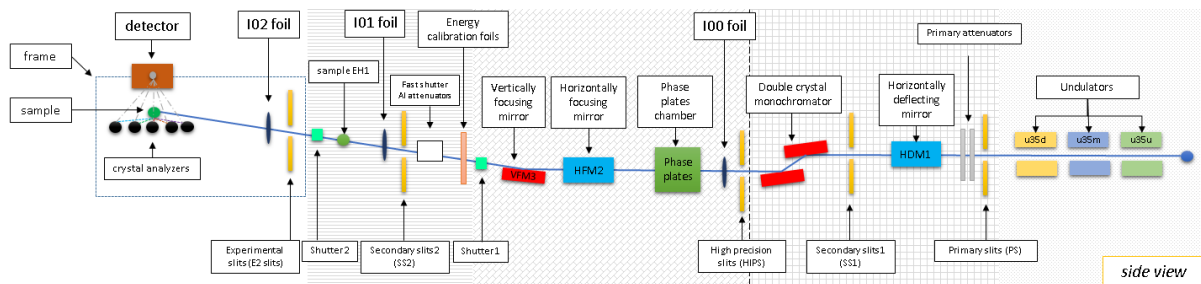 frame
sample
detector
crystal analyzers
I02 foil
Experimental
slits (E2 slits)
sample EH1
Shutter2
I01 foil
Fast shutter
Al attenuators
Secondary slits2
(SS2)
Energy
calibration foils
Shutter1
Vertically
focusing
mirror
VFM3
Horizontally
focusing
mirror
HFM2
Phase
plates
chamber
Phase
plates
I00 foil
High precision
slits (HIPS)
Double crystal
monochromator
Secondary slits1
(SS1)
Horizontally
deflecting
mirror
HDM1
Primary attenuators
Primary slits (PS)
Undulators
u35d
u35m
u35u
side view